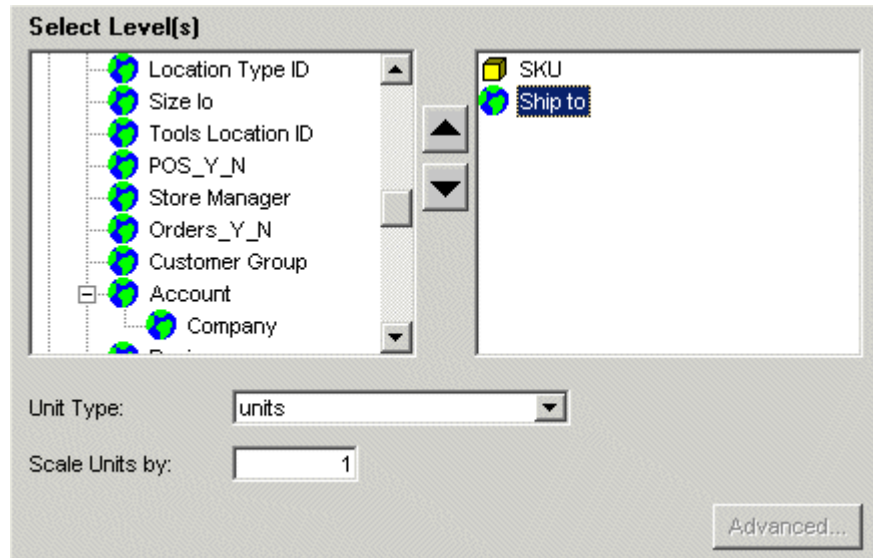 Select Level(s)
Location Type ID
Size lo
Tools Location ID
POS_Y_N
Store Manager
Orders_Y_N
Customer Group
Account
Company
SKU
Ship to
Unit Type: units
Scale Units by: 1
Advanced...